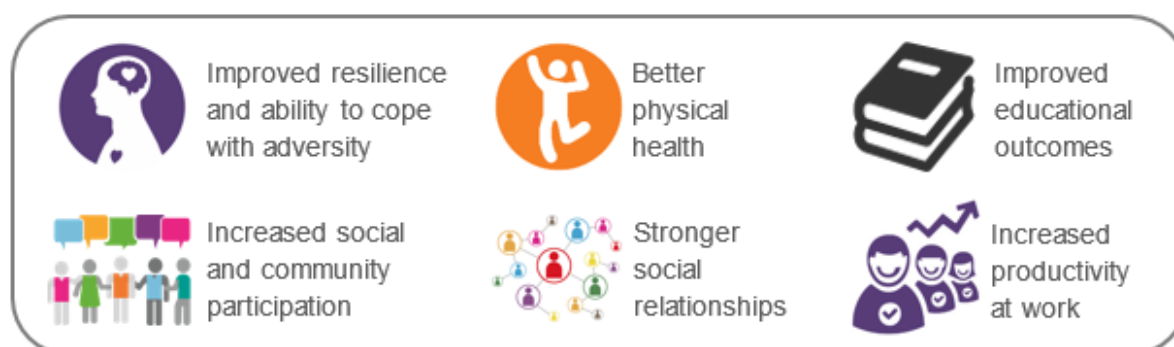 Improved resilience
and ability to cope
with adversity
Better
physical
health
Improved
educational
outcomes
Increased social
and community
participation
Stronger
social
relationships
Increased
productivity
at work